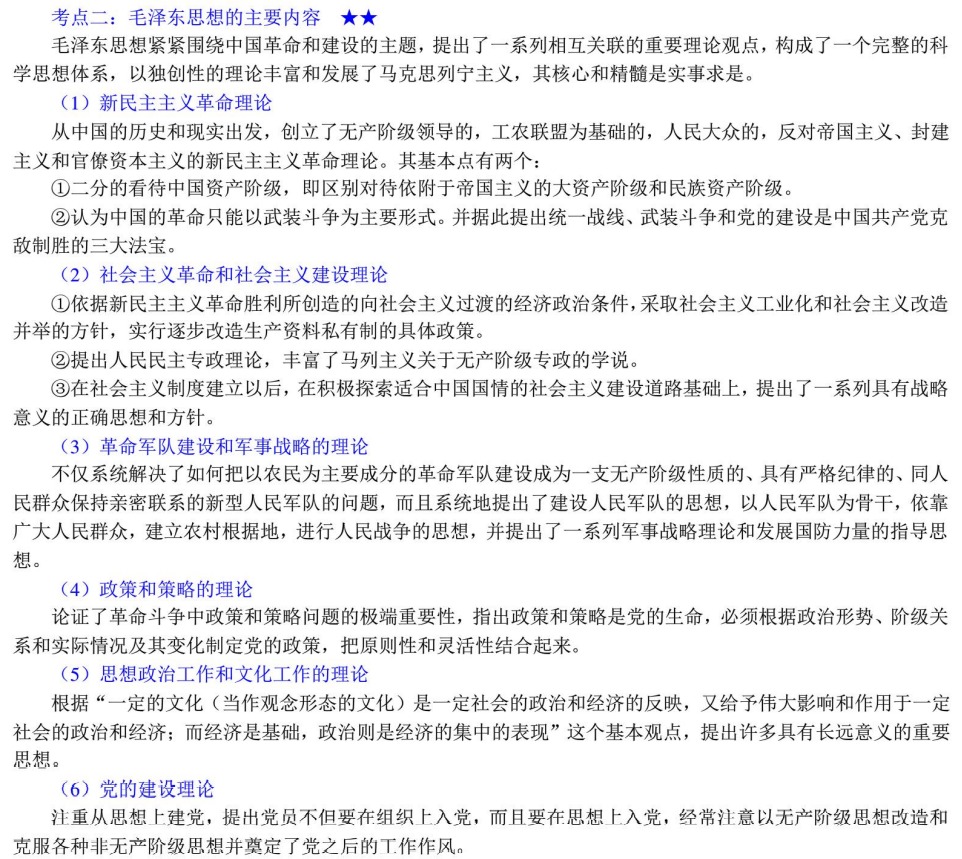 考点二：毛泽东思想的主要内容　★★
毛泽东思想紧紧围绕中国革命和建设的主题，提出了一系列相互关联的重要理论观点，构成了一个完整的科
学思想体系，以独创性的理论丰富和发展了马克思列宁主义，其核心和精髓是实事求是。
（1）新民主主义革命理论
从中国的历史和现实出发，创立了无产阶级领导的，工农联盟为基础的，人民大众的，反对帝国主义、封建
主义和官僚资本主义的新民主主义革命理论。其基本点有两个：
①二分的看待中国资产阶级，即区别对待依附于帝国主义的大资产阶级和民族资产阶级。
②认为中国的革命只能以武装斗争为主要形式。并据此提出统一战线、武装斗争和党的建设是中国共产党克
敌制胜的三大法宝。
（2）社会主义革命和社会主义建设理论
①依据新民主主义革命胜利所创造的向社会主义过渡的经济政治条件，采取社会主义工业化和社会主义改造
并举的方针，实行逐步改造生产资料私有制的具体政策。
②提出人民民主专政理论，丰富了马列主义关于无产阶级专政的学说。
③在社会主义制度建立以后，在积极探索适合中国国情的社会主义建设道路基础上，提出了一系列具有战略
意义的正确思想和方针。
（3）革命军队建设和军事战略的理论
不仅系统解决了如何把以农民为主要成分的革命军队建设成为一支无产阶级性质的、具有严格纪律的、同人
民群众保持亲密联系的新型人民军队的问题，而且系统地提出了建设人民军队的思想，以人民军队为骨干，依靠
广大人民群众，建立农村根据地，进行人民战争的思想，并提出了一系列军事战略理论和发展国防力量的指导思
想。
（4）政策和策略的理论
论证了革命斗争中政策和策略问题的极端重要性，指出政策和策略是党的生命，必须根据政治形势、阶级关
系和实际情况及其变化制定党的政策，把原则性和灵活性结合起来。
（5）思想政治工作和文化工作的理论
根据“一定的文化（当作观念形态的文化）是一定社会的政治和经济的反映，又给予伟大影响和作用于一定
社会的政治和经济；而经济是基础，政治则是经济的集中的表现”这个基本观点，提出许多具有长远意义的重要
思想。
（6）党的建设理论
注重从思想上建党，提出党员不但要在组织上入党，而且要在思想上入党，经常注意以无产阶级思想改造和
克服各种非无产阶级思想并奠定了党之后的工作作风。